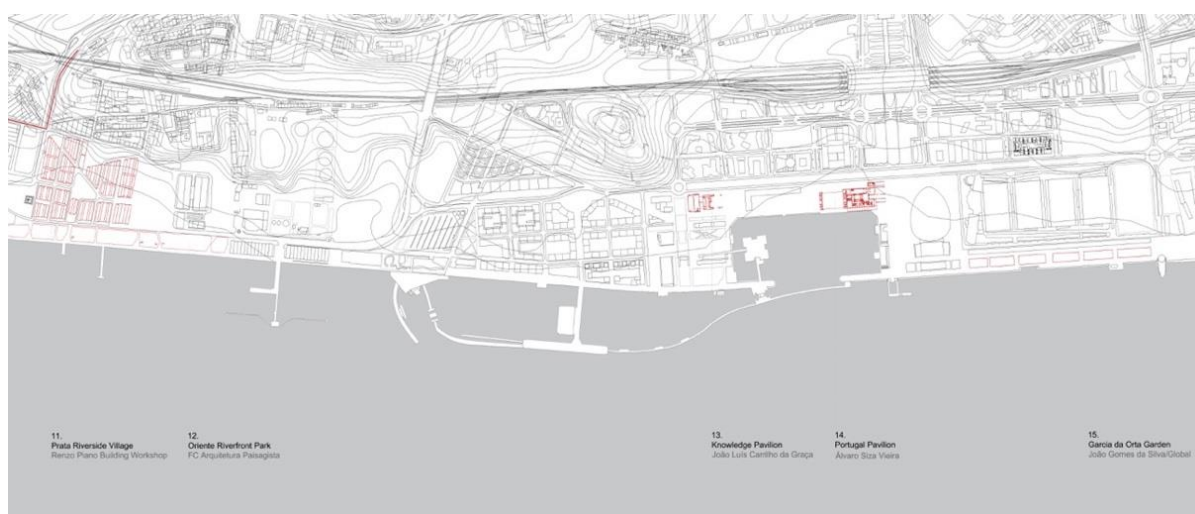 11.
Prata Riverside Village
Renzo Piano Building Workshop
12.
Oriente Riverfront Park
FC Arquitetura Paisagista
13.
Knowledge Pavilion
João Luís Carrilho da Graça
14.
Portugal Pavilion
Álvaro Siza Vieira
15.
Garcia da Orta Garden
João Gomes da Silva/Global